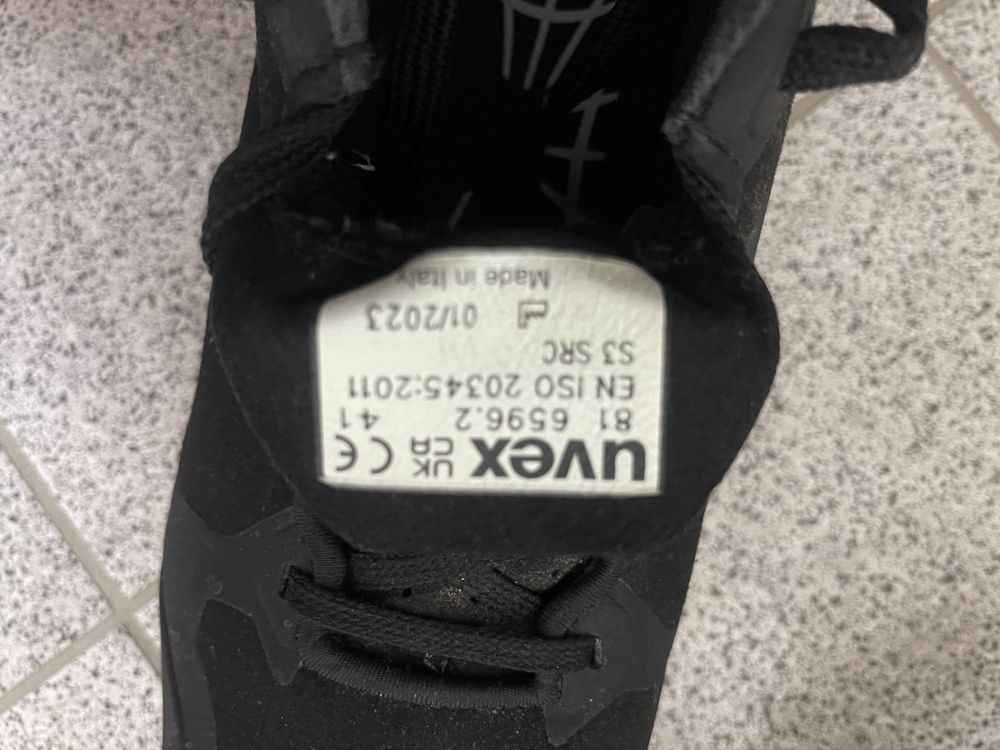 uvex UK CA CE
81 6596.2 41
EN ISO 20345:2011
S3 SRC
01/2023
Made in Italy